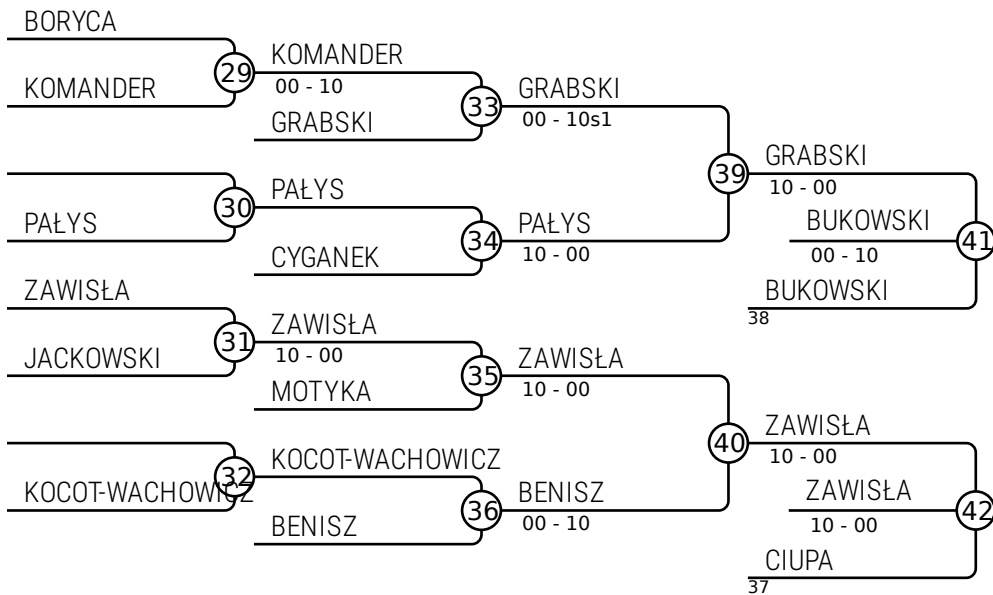 BORYCA
29
KOMANDER
KOMANDER
00 - 10
33
GRABSKI
GRABSKI
00 - 10s1
39
30
PAŁYS
PAŁYS
34
CYGANEK
PAŁYS
10 - 00
GRABSKI
10 - 00
BUKOWSKI
00 - 10
41
BUKOWSKI
38
ZAWISŁA
31
JACKOWSKI
ZAWISŁA
10 - 00
35
MOTYKA
ZAWISŁA
10 - 00
40
32
KOCOT-WACHOWICZ
KOCOT-WACHOWICZ
36
BENISZ
BENISZ
00 - 10
ZAWISŁA
10 - 00
ZAWISŁA
10 - 00
42
CIUPA
37